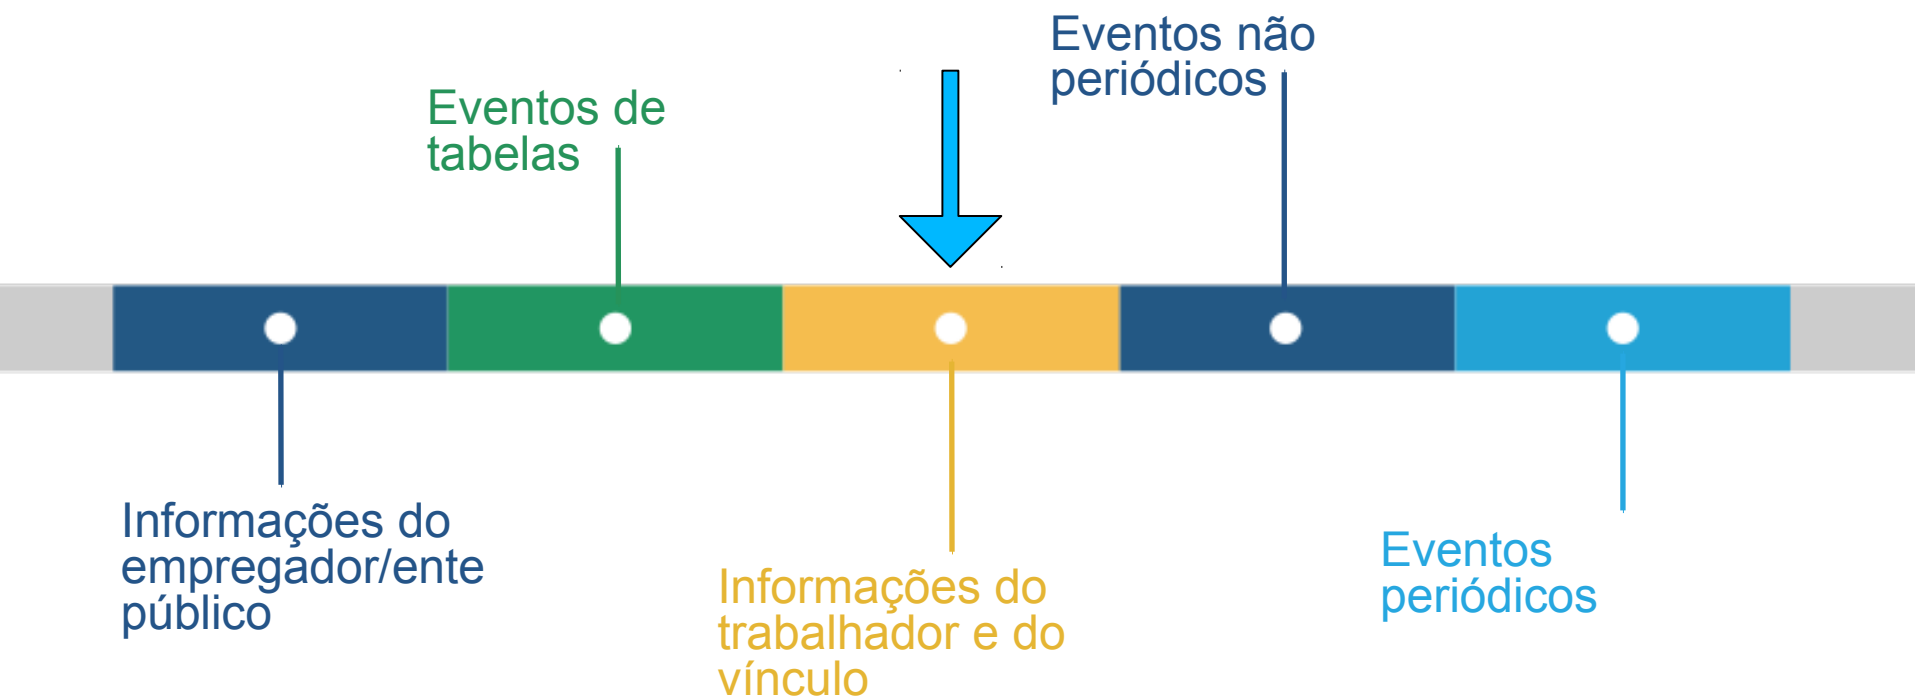 Eventos não
periódicos
Eventos de
tabelas
Informações do
empregador/ente
público
Eventos
periódicos
Informações do
trabalhador e do
vínculo